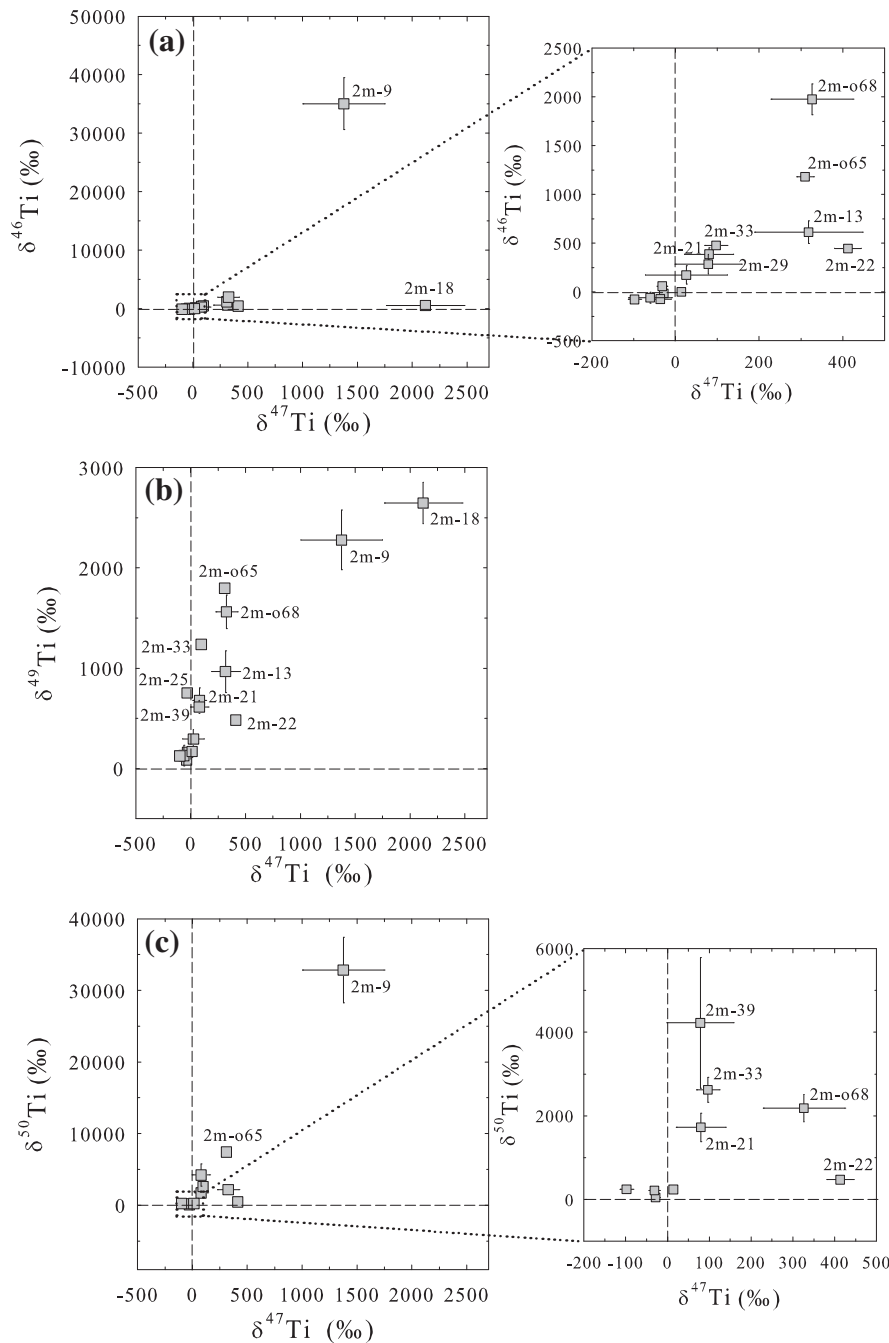 (a)
50000
40000
30000
20000
10000
0
-10000
δ46Ti (‰)
2m-9
2m-18
-500 0 500 1000 1500 2000 2500
δ47Ti (‰)
2500
2000
1500
1000
500
0
-500
δ46Ti (‰)
2m-o68
2m-o65
2m-13
2m-33
2m-21
2m-29
2m-22
-200 0 200 400
δ47Ti (‰)
(b)
3000
2000
1000
0
δ49Ti (‰)
2m-18
2m-9
2m-o65
2m-o68
2m-33
2m-13
2m-25
2m-21
2m-39
2m-22
-500 0 500 1000 1500 2000 2500
δ47Ti (‰)
(c)
40000
30000
20000
10000
0
δ50Ti (‰)
2m-9
2m-o65
-500 0 500 1000 1500 2000 2500
δ47Ti (‰)
6000
4000
2000
0
δ50Ti (‰)
2m-39
2m-33
2m-o68
2m-21
2m-22
-200 -100 0 100 200 300 400 500
δ47Ti (‰)